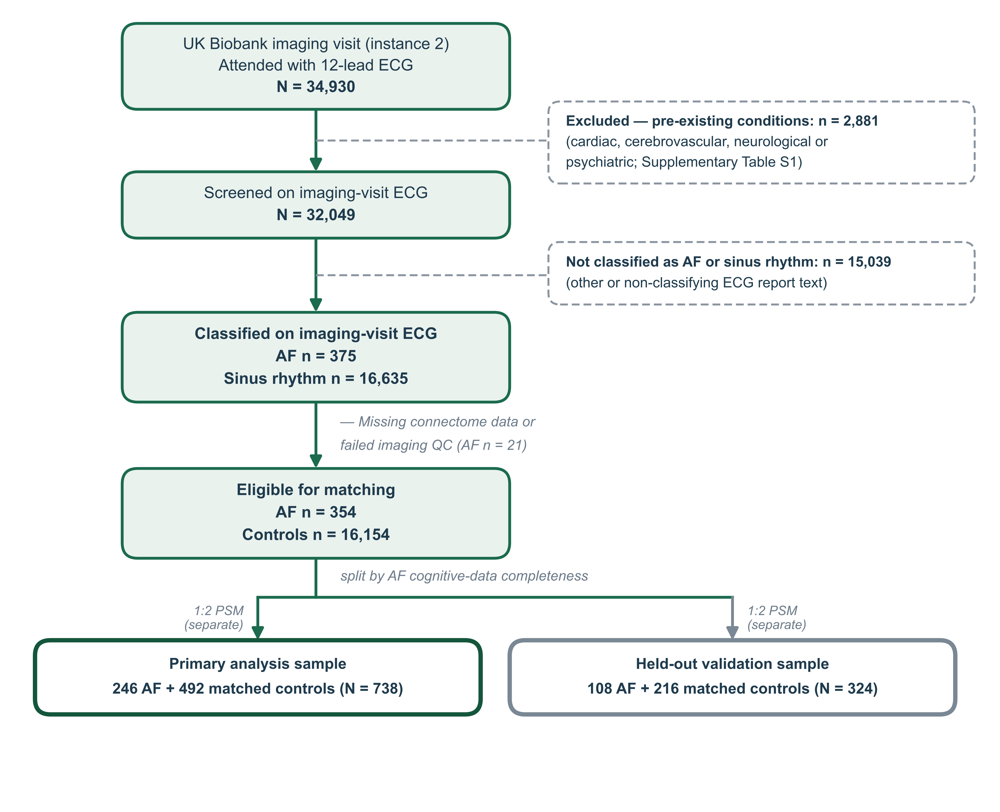 UK Biobank imaging visit (instance 2)
Attended with 12-lead ECG
N = 34,930
Excluded — pre-existing conditions: n = 2,881
(cardiac, cerebrovascular, neurological or
psychiatric; Supplementary Table S1)
Screened on imaging-visit ECG
N = 32,049
Not classified as AF or sinus rhythm: n = 15,039
(other or non-classifying ECG report text)
Classified on imaging-visit ECG
AF n = 375
Sinus rhythm n = 16,635
— Missing connectome data or
failed imaging QC (AF n = 21)
Eligible for matching
AF n = 354
Controls n = 16,154
split by AF cognitive-data completeness
1:2 PSM
(separate)
1:2 PSM
(separate)
Primary analysis sample
246 AF + 492 matched controls (N = 738)
Held-out validation sample
108 AF + 216 matched controls (N = 324)